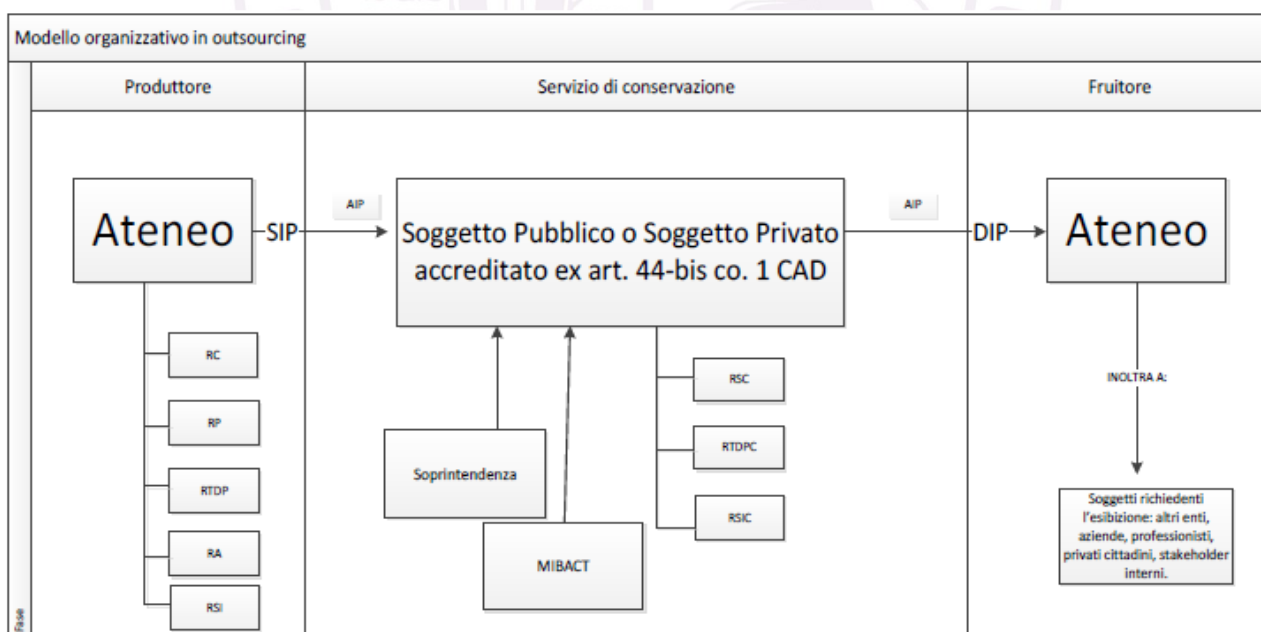 Modello organizzativo in outsourcing
Produttore
Servizio di conservazione
Fruitore
Ateneo
SIP
AIP
Soggetto Pubblico o Soggetto Privato
accreditato ex art. 44-bis co. 1 CAD
AIP
DIP
Ateneo
RC
RP
RTDP
RA
RSI
Soprintendenza
MIBACT
RSC
RTDPC
RSIC
INOLTRA A:
Soggetti richiedenti
l'esibizione: altri enti,
aziende, professionisti,
privati cittadini, stakeholder
interni.
Fase